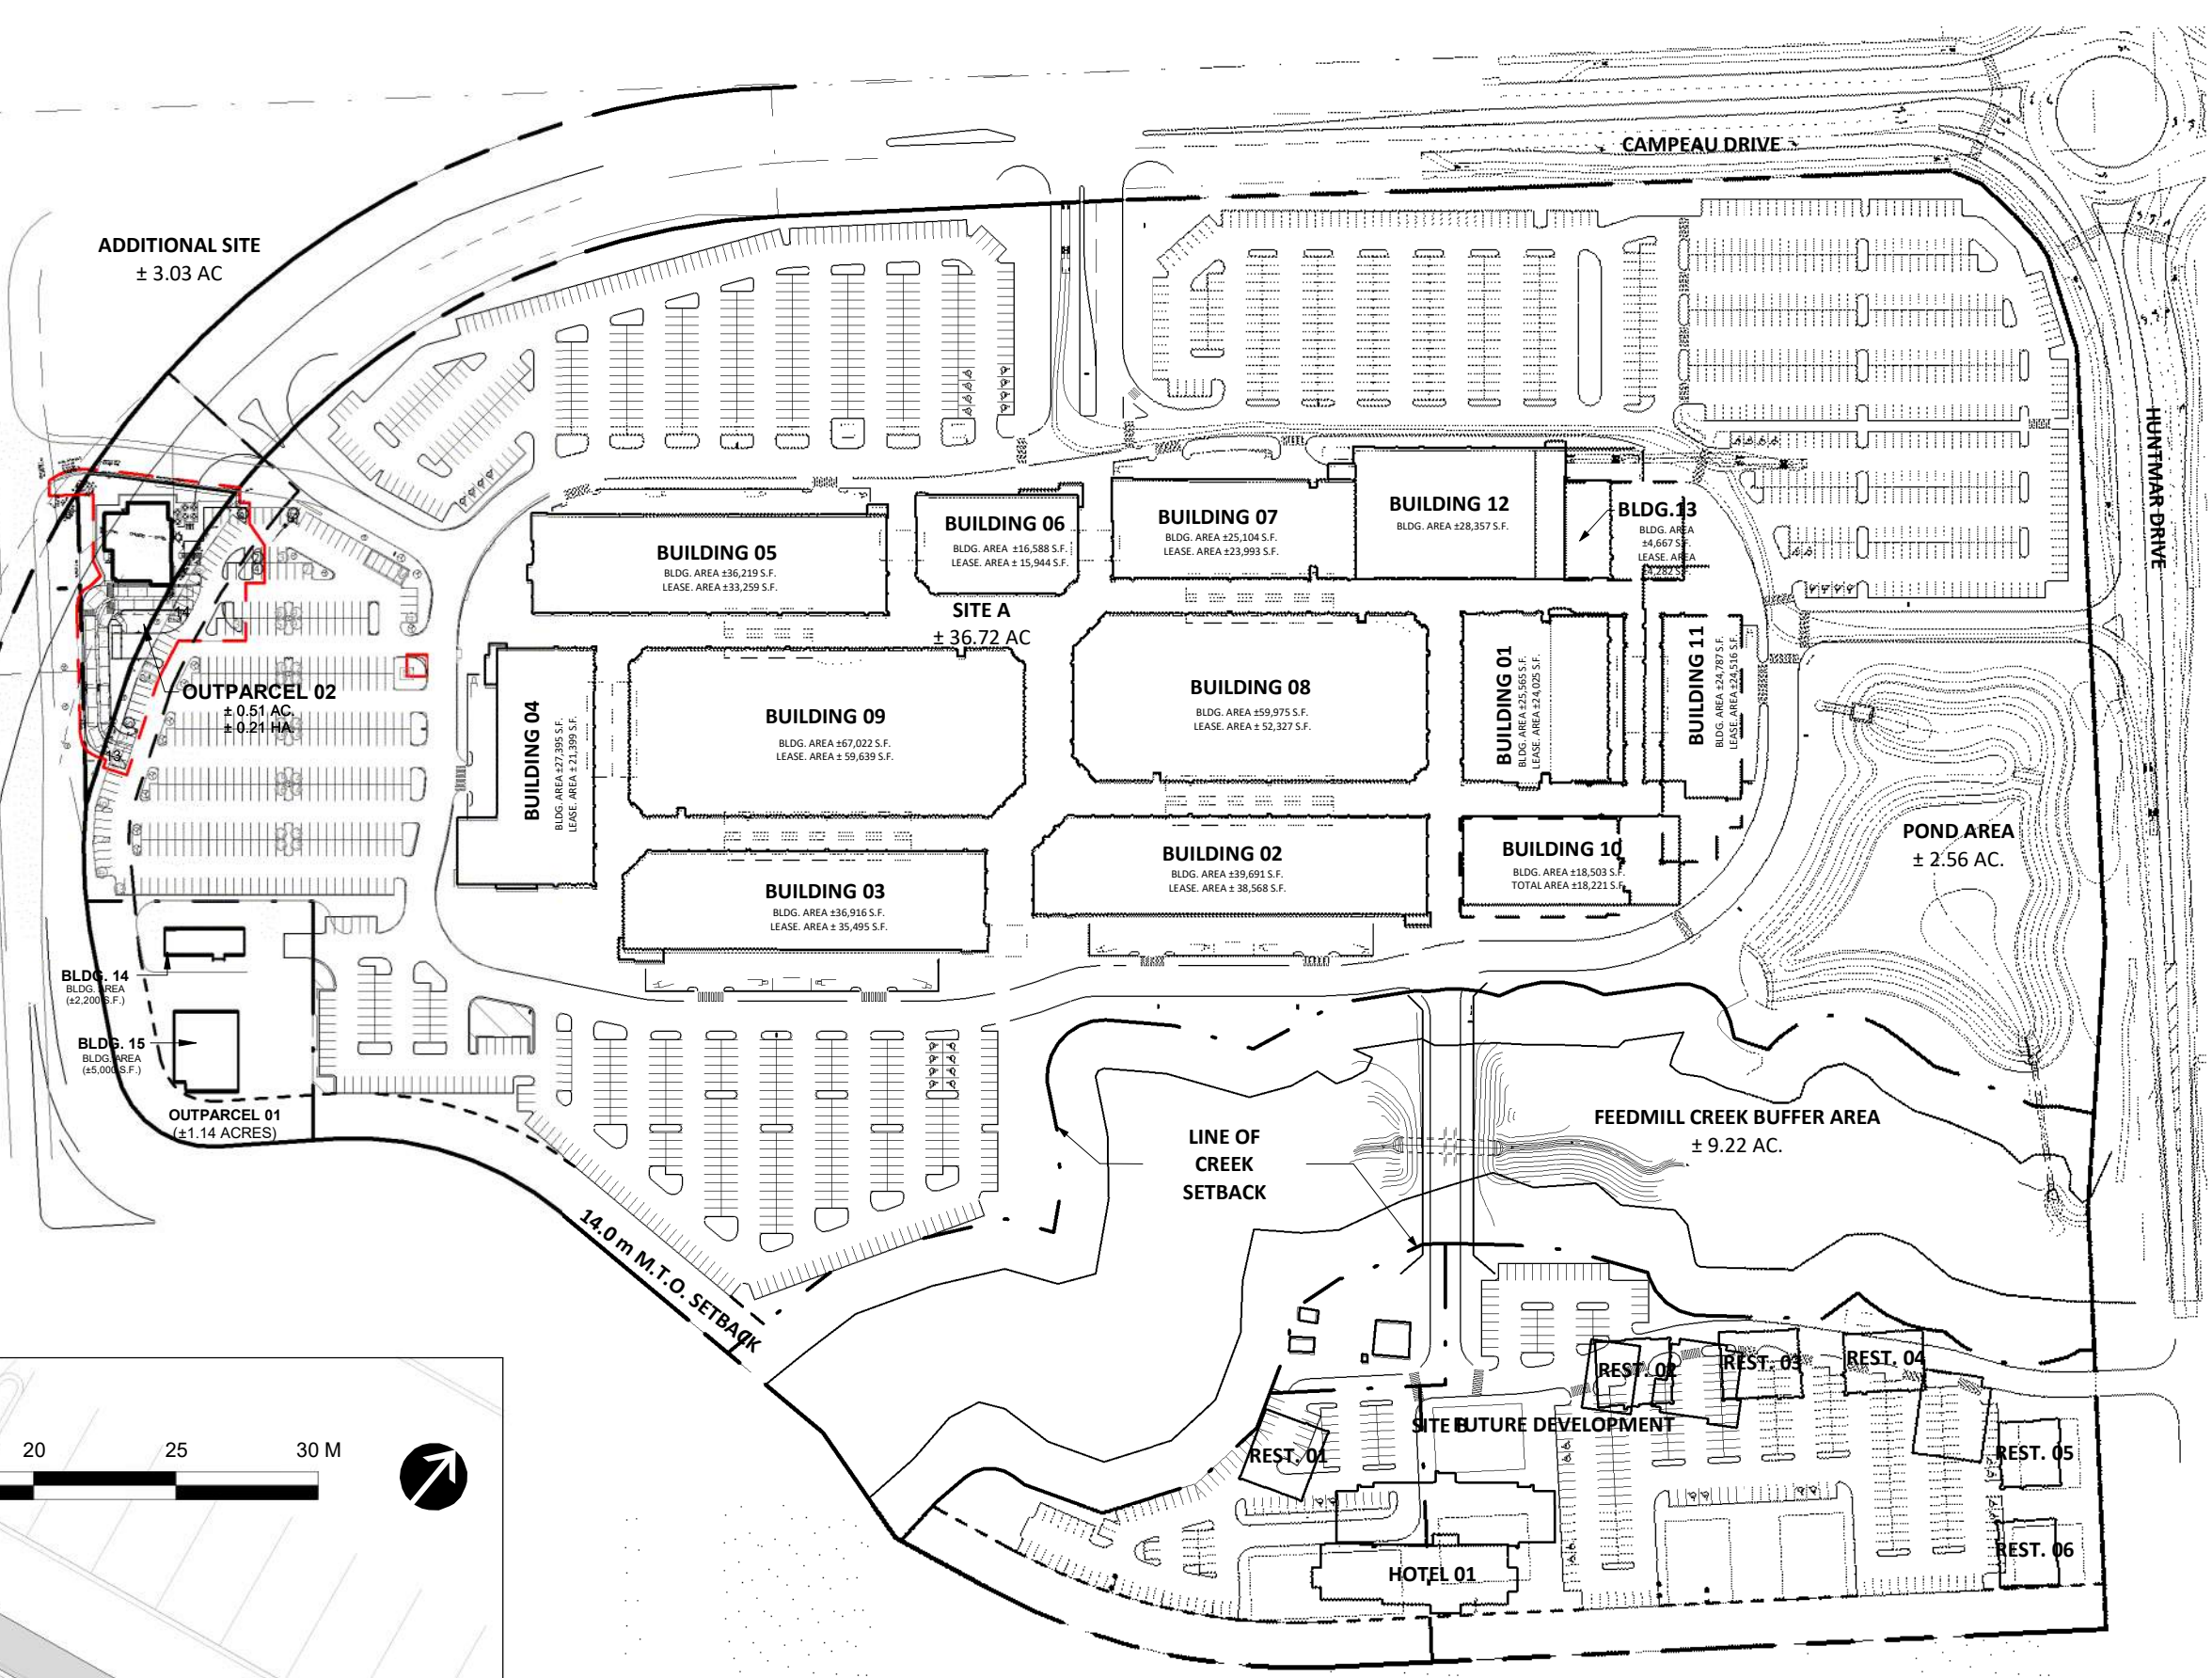 CAMPEAU DRIVE
HUNTMAR DRIVE
ADDITIONAL SITE
± 3.03 AC
BUILDING 05
BLDG. AREA ±36,219 S.F.
LEASE. AREA ±33,259 S.F.
BUILDING 06
BLDG. AREA ±16,588 S.F.
LEASE. AREA ± 15,944 S.F.
BUILDING 07
BLDG. AREA ±25,104 S.F.
LEASE. AREA ±23,993 S.F.
BUILDING 12
BLDG. AREA ±28,357 S.F.
BLDG.13
BLDG. AREA
±4,667 S.F.
LEASE. AREA
±4,282 S.F.
SITE A
± 36.72 AC
14
13
OUTPARCEL 02
± 0.51 AC.
± 0.21 HA.
BUILDING 04
BLDG. AREA ±27,395 S.F.
LEASE. AREA ± 21,399 S.F.
BUILDING 09
BLDG. AREA ±67,022 S.F.
LEASE. AREA ± 59,639 S.F.
BUILDING 08
BLDG. AREA ±59,975 S.F.
LEASE. AREA ± 52,327 S.F.
BUILDING 01
BLDG. AREA ±25,565 S.F.
LEASE. AREA ±24,025 S.F.
BUILDING 11
BLDG. AREA ±24,787 S.F.
LEASE. AREA ±24,516 S.F.
BUILDING 03
BLDG. AREA ±36,916 S.F.
LEASE. AREA ± 35,495 S.F.
BUILDING 02
BLDG. AREA ±39,691 S.F.
LEASE. AREA ± 38,568 S.F.
BUILDING 10
BLDG. AREA ±18,503 S.F.
TOTAL AREA ±18,221 S.F.
POND AREA
± 2.56 AC.
BLDG. 14
BLDG. AREA
(±2,200 S.F.)
BLDG. 15
BLDG. AREA
(±5,000 S.F.)
OUTPARCEL 01
(±1.14 ACRES)
LINE OF
CREEK
SETBACK
FEEDMILL CREEK BUFFER AREA
± 9.22 AC.
14.0 m M.T.O. SETBACK
REST. 01
REST. 02
REST. 03
REST. 04
REST. 05
REST. 06
SITE B
FUTURE DEVELOPMENT
HOTEL 01
20 25 30 M